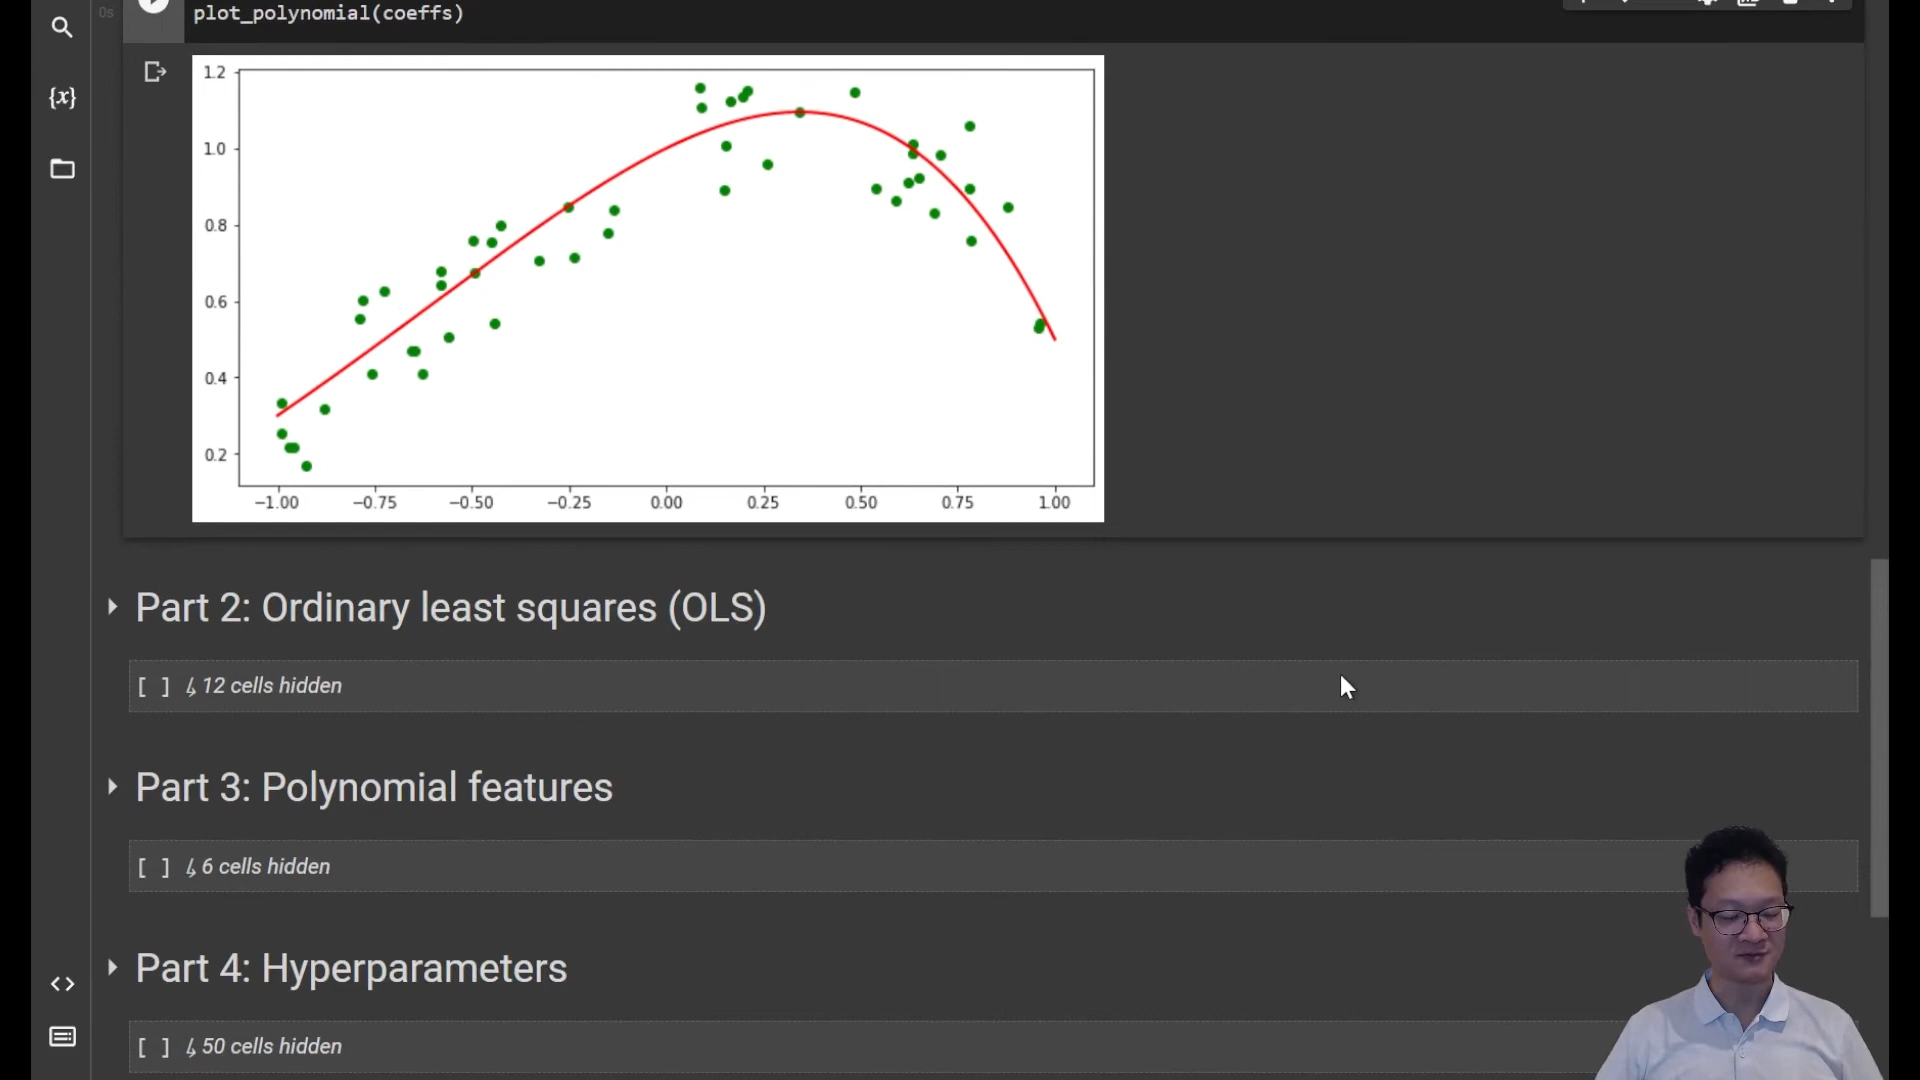 0s
plot_polynomial(coeffs)
{x}
1.2
1.0
0.8
0.6
0.4
0.2
−1.00 −0.75 −0.50 −0.25 0.00 0.25 0.50 0.75 1.00
Part 2: Ordinary least squares (OLS)
[ ] ↳ 12 cells hidden
Part 3: Polynomial features
[ ] ↳ 6 cells hidden
Part 4: Hyperparameters
<>
[ ] ↳ 50 cells hidden